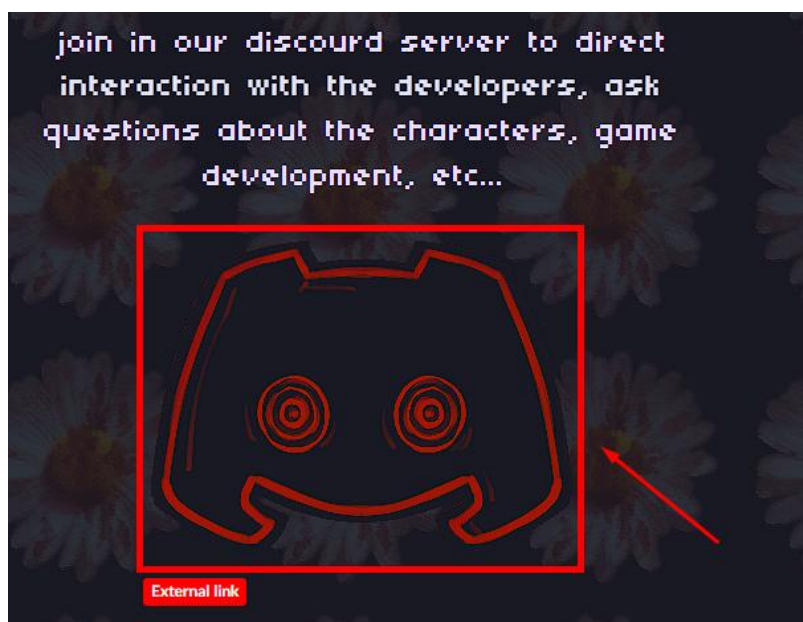 join in our discourd server to direct
interaction with the developers, ask
questions about the characters, game
development, etc...
External link